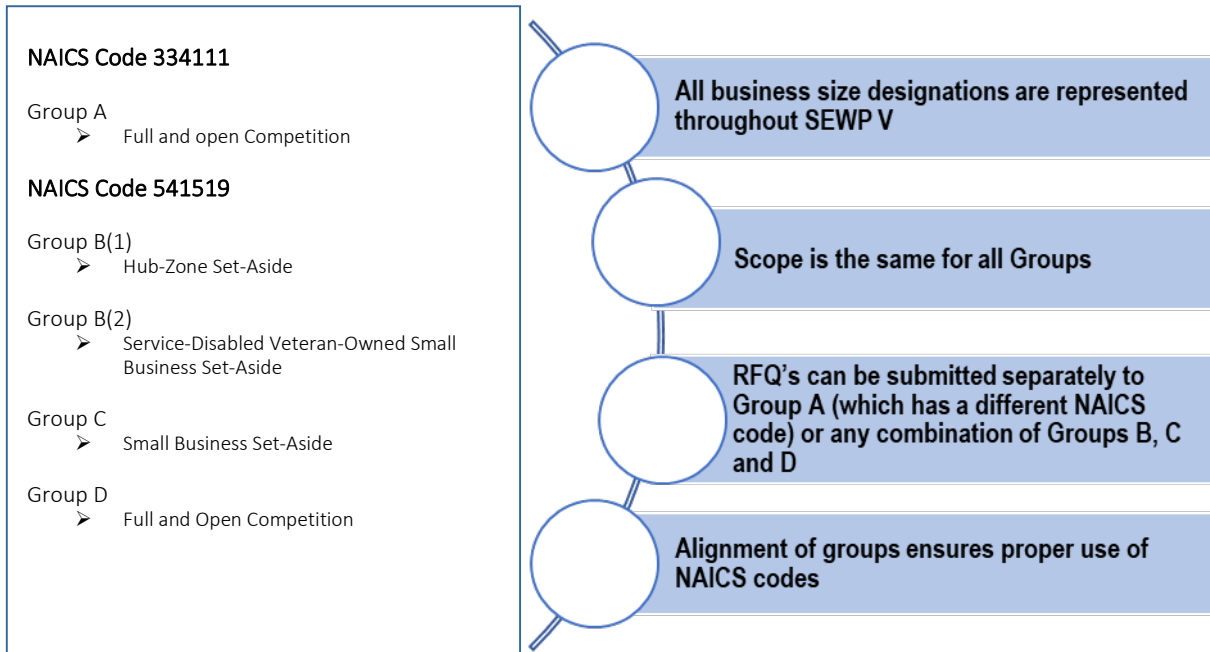 NAICS Code 334111
Group A
➢ Full and open Competition
NAICS Code 541519
Group B(1)
➢ Hub-Zone Set-Aside
Group B(2)
➢ Service-Disabled Veteran-Owned Small
Business Set-Aside
Group C
➢ Small Business Set-Aside
Group D
➢ Full and Open Competition
All business size designations are represented
throughout SEWP V
Scope is the same for all Groups
RFQ's can be submitted separately to
Group A (which has a different NAICS
code) or any combination of Groups B, C
and D
Alignment of groups ensures proper use of
NAICS codes